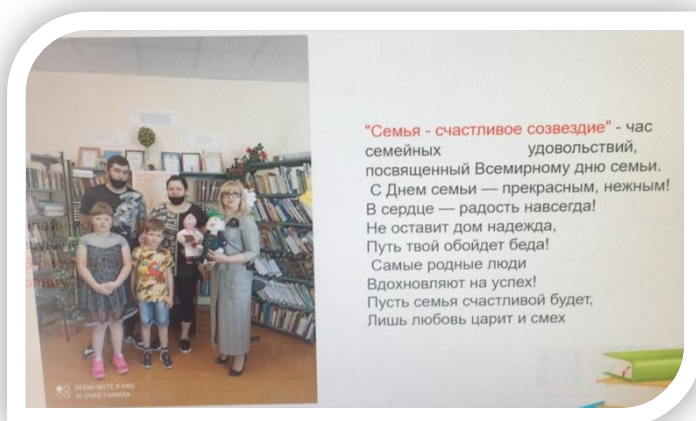 "Семья - счастливое созвездие" - час
семейных удовольствий,
посвященный Всемирному дню семьи.
С Днем семьи — прекрасным, нежным!
В сердце — радость навсегда!
Не оставит дом надежда,
Путь твой обойдет беда!
Самые родные люди
Вдохновляют на успех!
Пусть семья счастливой будет,
Лишь любовь царит и смех
REDMI NOTE 8 PRO
AI QUAD CAMERA